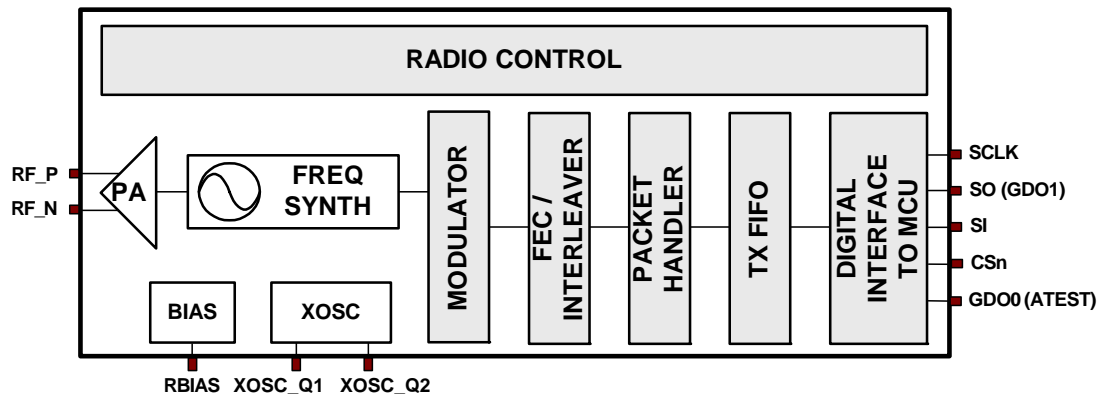 RADIO CONTROL
RF_P
RF_N
PA
FREQ
SYNTH
MODULATOR
FEC /
INTERLEAVER
PACKET
HANDLER
TX FIFO
DIGITAL
INTERFACE
TO MCU
SCLK
SO (GDO1)
SI
CSn
GDO0 (ATEST)
BIAS
XOSC
RBIAS
XOSC_Q1
XOSC_Q2